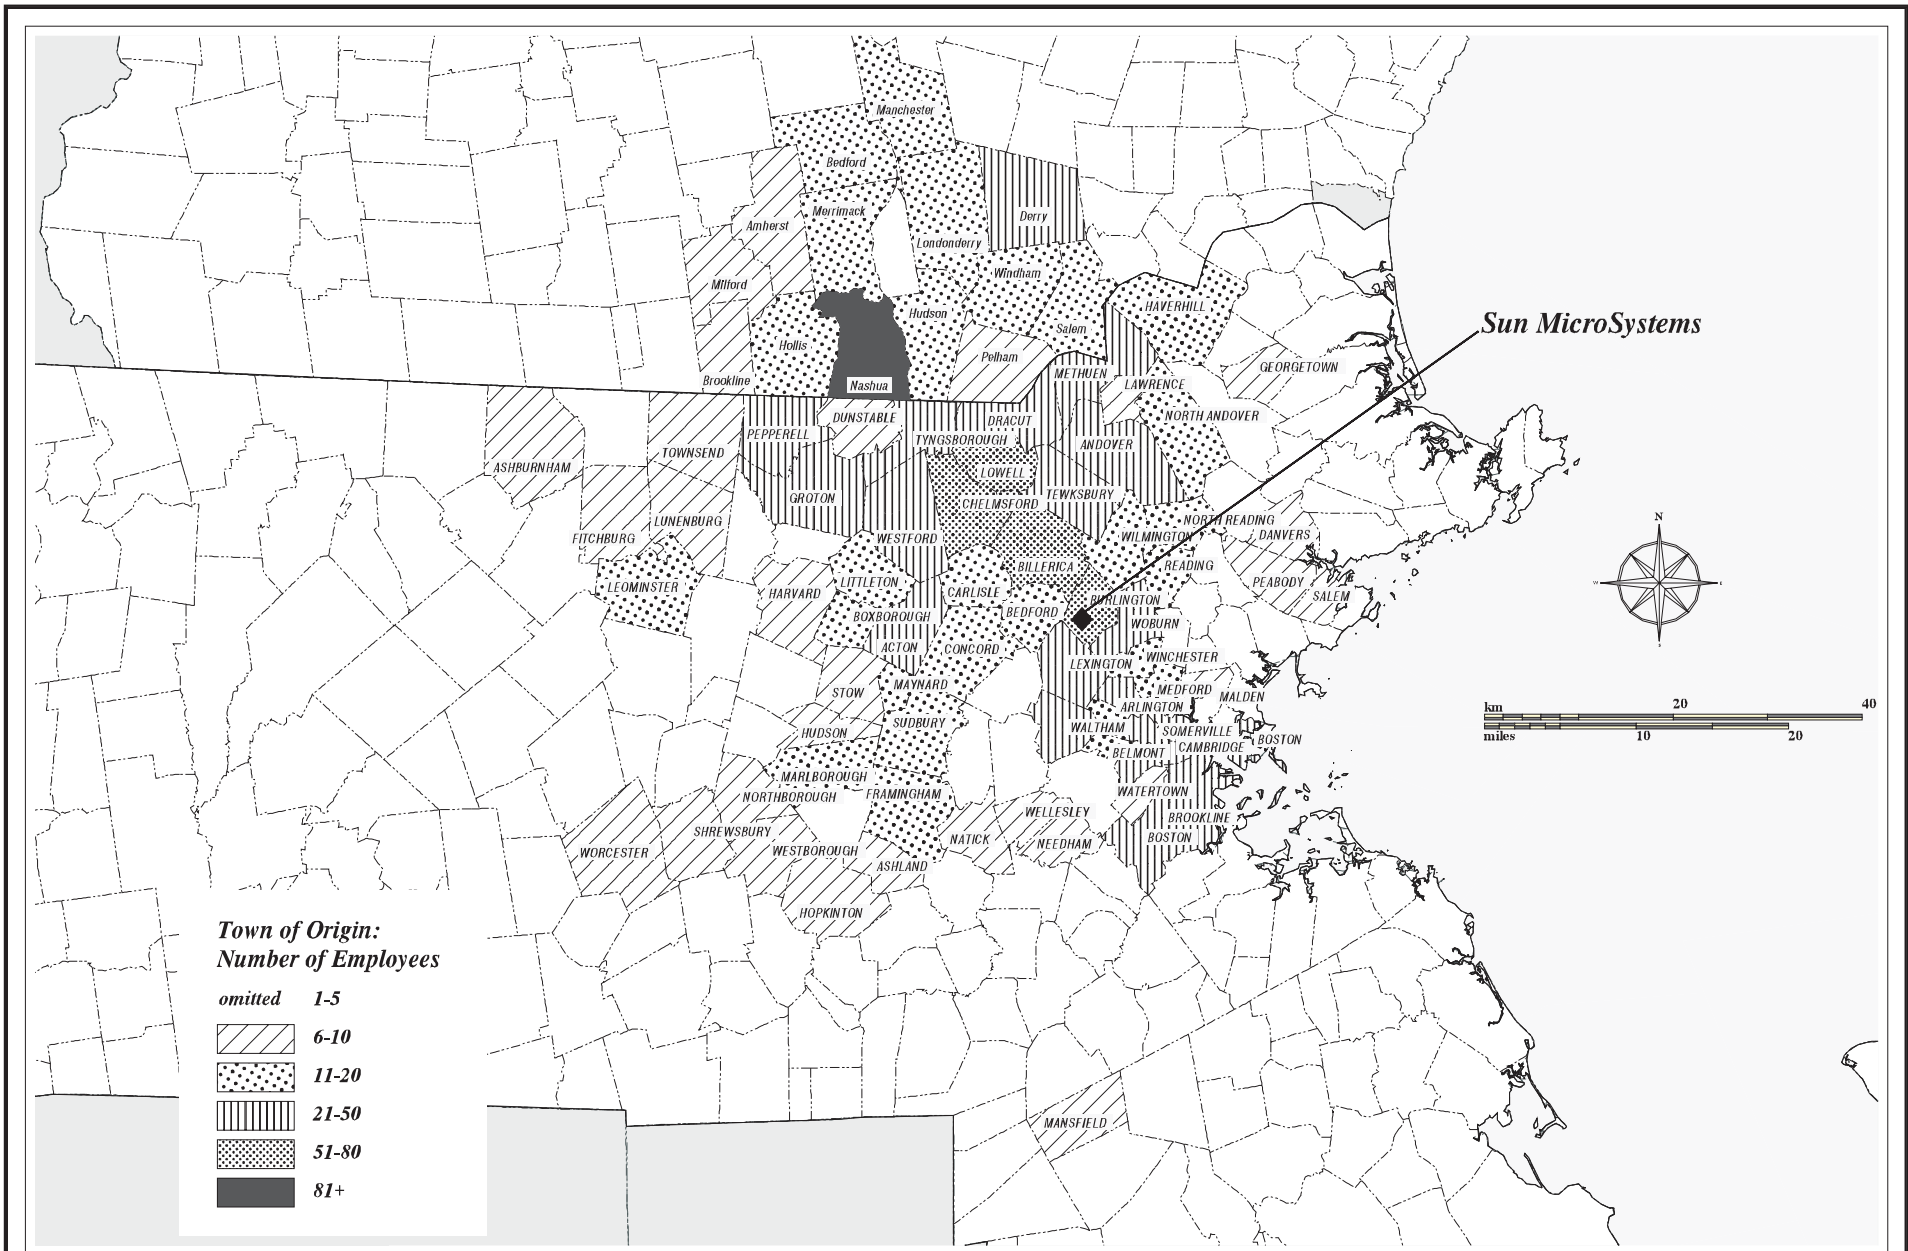 Manchester
Bedford
Derry
Merrimack
Amherst
Londonderry
Windham
Milford
HAVERHILL
Hudson
Sun MicroSystems
Salem
Hollis
Pelham
GEORGETOWN
METHUEN
Brookline
Nashua
LAWRENCE
DUNSTABLE
NORTH ANDOVER
DRACUT
PEPPERELL
TYNGSBOROUGH
ANDOVER
TOWNSEND
ASHBURNHAM
LOWELL
GROTON
TEWKSBURY
CHELMSFORD
N
LUNENBURG
NORTH READING
FITCHBURG
WESTFORD
WILMINGTON
DANVERS
BILLERICA
READING
LITTLETON
PEABODY
W
E
LEOMINSTER
HARVARD
CARLISLE
SALEM
BURLINGTON
BEDFORD
BOXBOROUGH
WOBURN
S
ACTON
CONCORD
LEXINGTON
WINCHESTER
MAYNARD
STOW
MEDFORD
MALDEN
ARLINGTON
km 20 40
SUDBURY
WALTHAM
SOMERVILLE
HUDSON
miles 10 20
BOSTON
CAMBRIDGE
BELMONT
MARLBOROUGH
WATERTOWN
NORTHBOROUGH
FRAMINGHAM
WELLESLEY
BROOKLINE
SHREWSBURY
BOSTON
NATICK
NEEDHAM
WORCESTER
WESTBOROUGH
ASHLAND
HOPKINTON
Town of Origin:
Number of Employees
omitted 1-5
6-10
11-20
21-50
51-80
81+
MANSFIELD